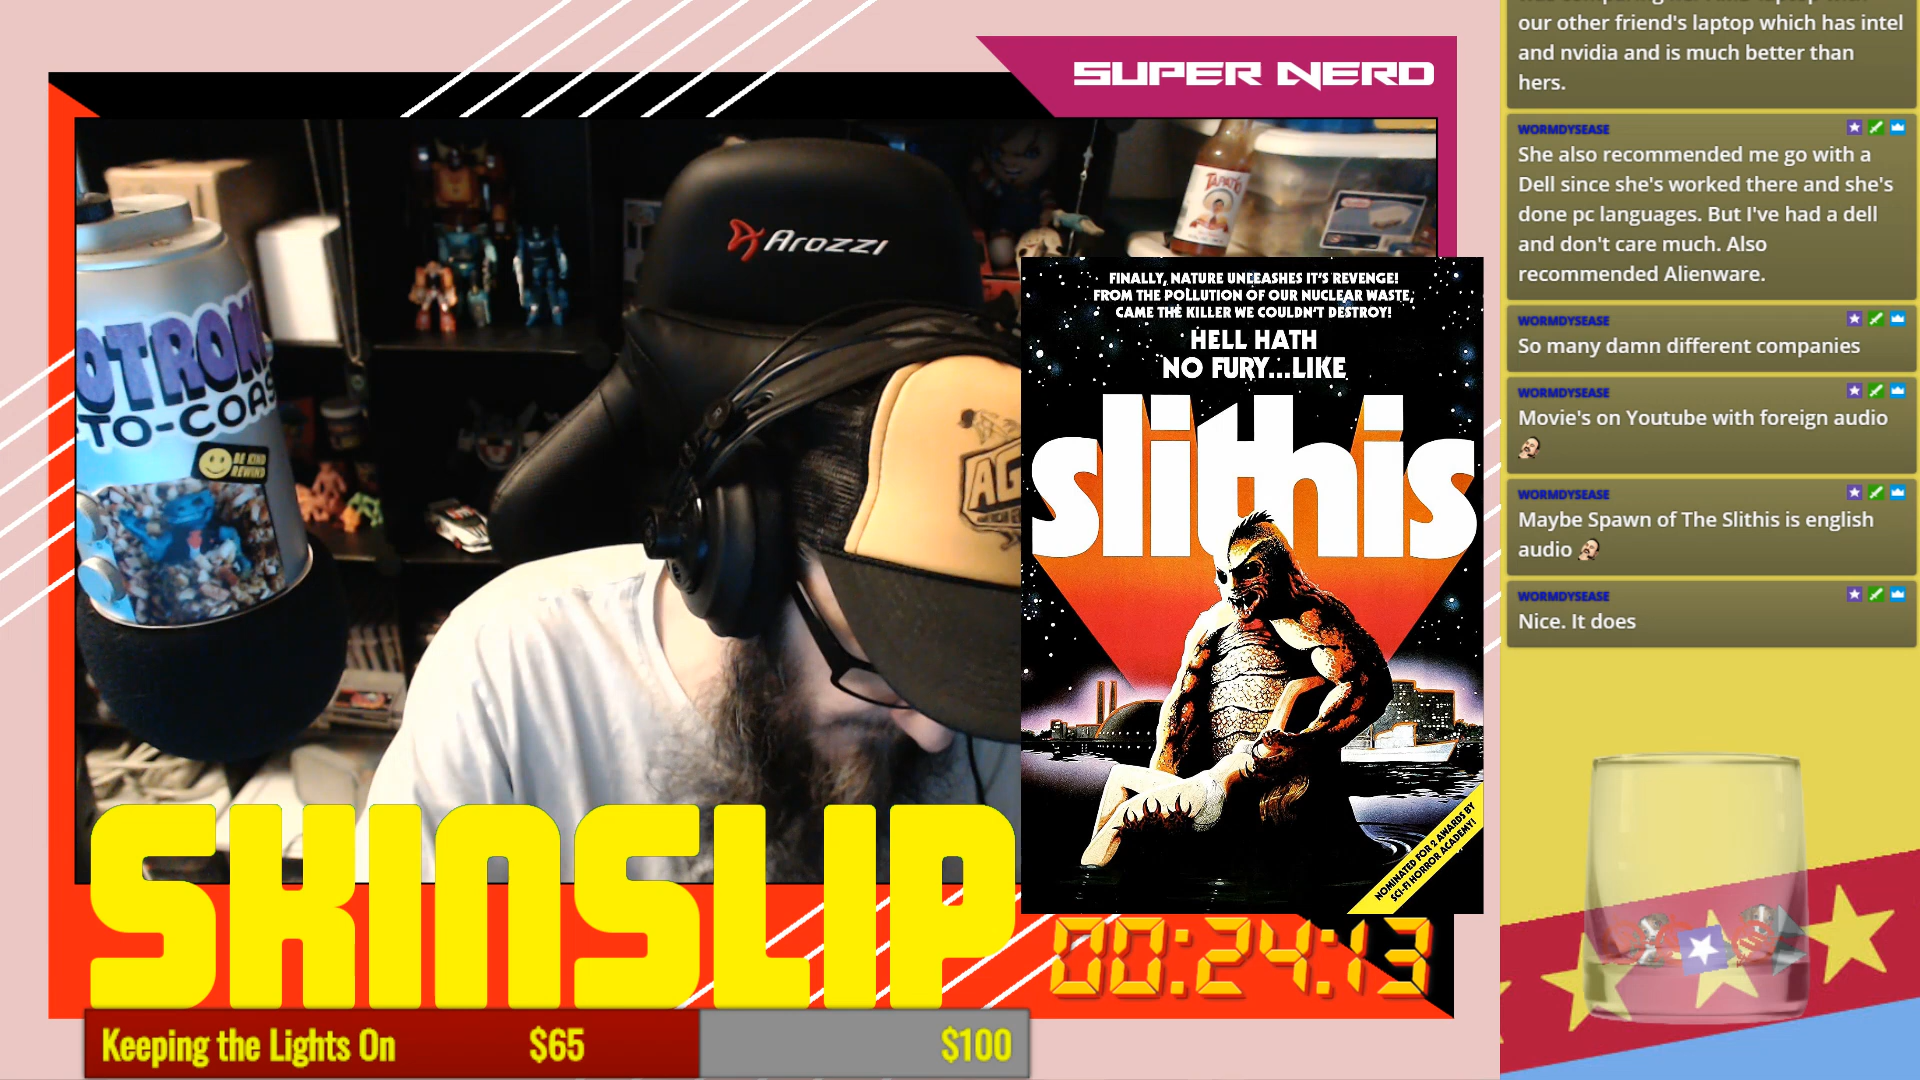 SUPER NERD
Arozzi
TAPATIO
OTRON
TO-COAS
BE KIND
REWIND
AG
FINALLY, NATURE UNLEASHES IT'S REVENGE!
FROM THE POLLUTION OF OUR NUCLEAR WASTE,
CAME THE KILLER WE COULDN'T DESTROY!
HELL HATH
NO FURY...LIKE
slithis
NOMINATED FOR 2 AWARDS BY
SCI-FI HORROR ACADEMY!
SKINSLIP
00:24:13
Keeping the Lights On $65 $100
our other friend's laptop which has intel
and nvidia and is much better than
hers.
WORMDYSEASE
She also recommended me go with a
Dell since she's worked there and she's
done pc languages. But I've had a dell
and don't care much. Also
recommended Alienware.
WORMDYSEASE
So many damn different companies
WORMDYSEASE
Movie's on Youtube with foreign audio
WORMDYSEASE
Maybe Spawn of The Slithis is english
audio
WORMDYSEASE
Nice. It does